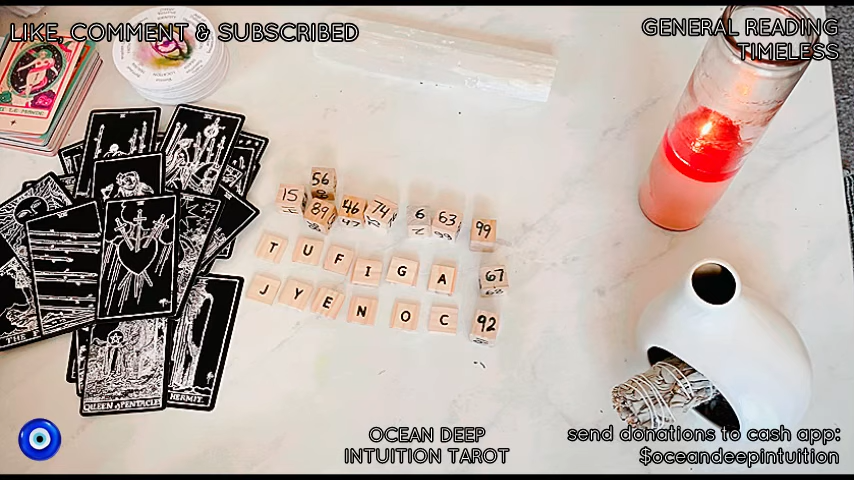 LIKE, COMMENT & SUBSCRIBED
GENERAL READING
TIMELESS
56
15 89 46 74 6 63 99
T U F I G A 67
J Y E N O C 92
QUEEN PENTACLES
HERMIT.
OCEAN DEEP
INTUITION TAROT
send donations to cash app:
$oceandeepintuition